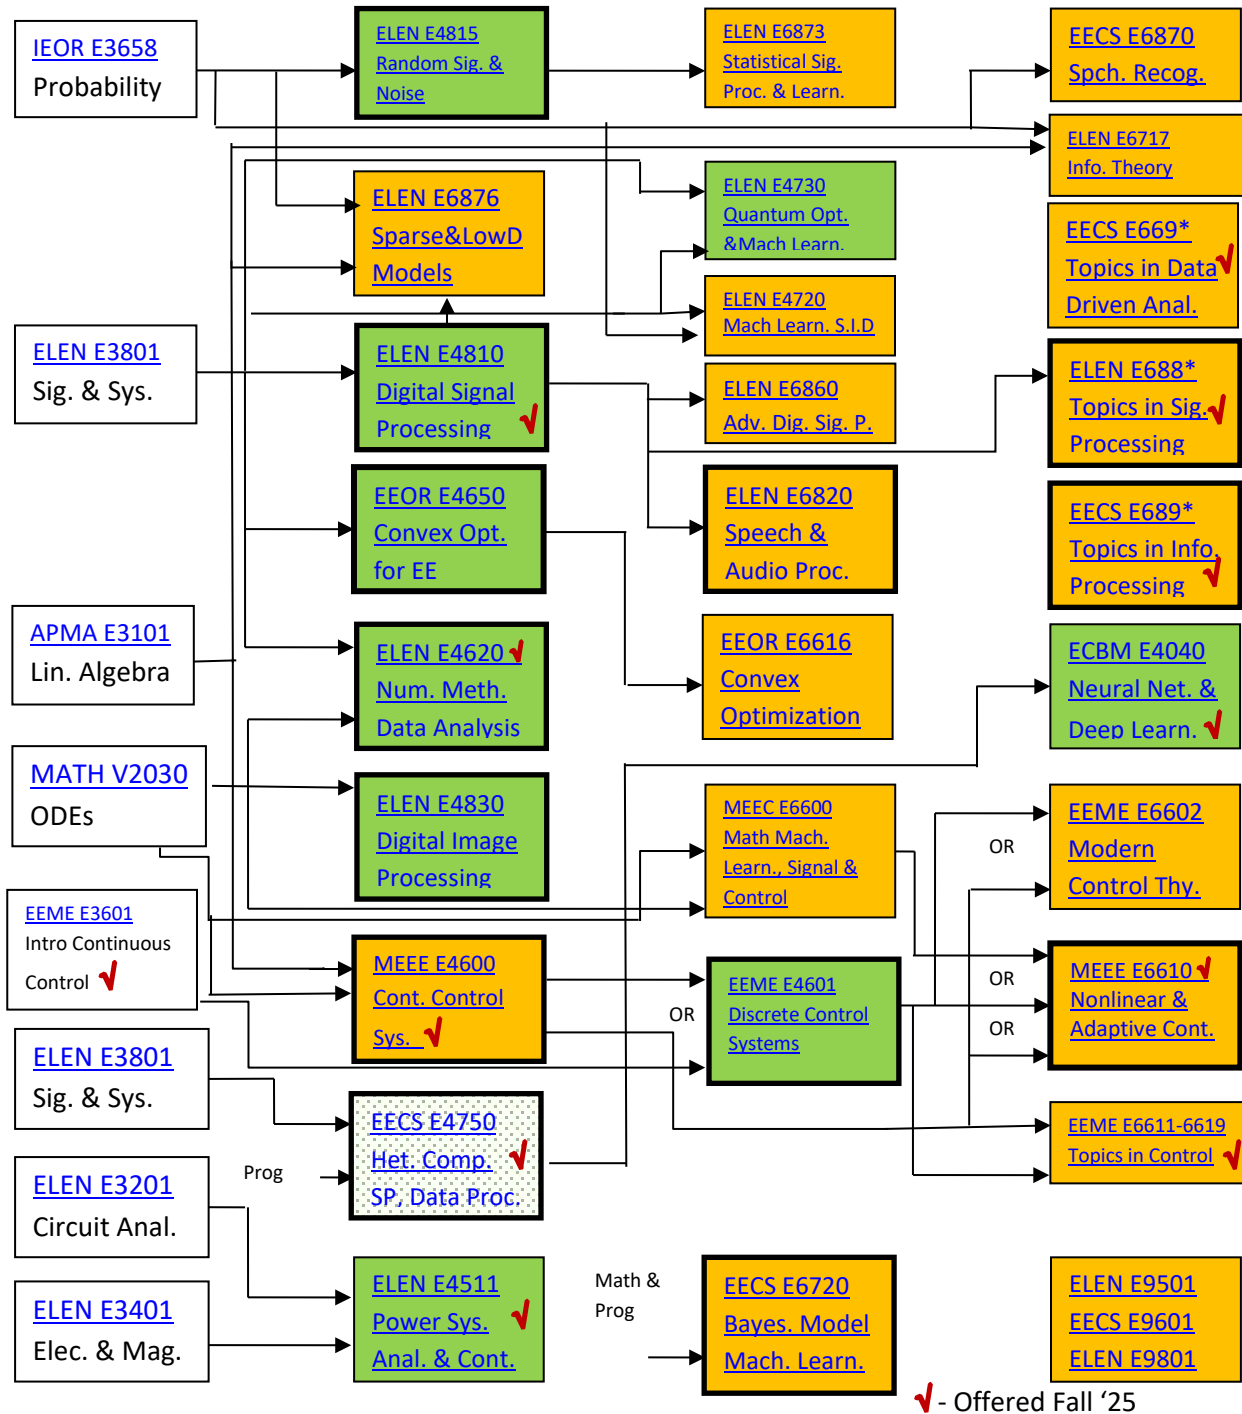 IEOR E3658
Probability
ELEN E4815
Random Sig. &
Noise
ELEN E6873
Statistical Sig.
Proc. & Learn.
EECS E6870
Spch. Recog.
ELEN E6717
Info. Theory
ELEN E6876
Sparse&LowD
Models
ELEN E4730
Quantum Opt.
&Mach Learn.
EECS E669*
Topics in Data √
Driven Anal.
ELEN E4720
Mach Learn. S.I.D
ELEN E3801
Sig. & Sys.
ELEN E4810
Digital Signal
Processing √
ELEN E6860
Adv. Dig. Sig. P.
ELEN E688*
Topics in Sig. √
Processing
EEOR E4650
Convex Opt.
for EE
ELEN E6820
Speech &
Audio Proc.
EECS E689*
Topics in Info.
Processing √
APMA E3101
Lin. Algebra
ELEN E4620 √
Num. Meth.
Data Analysis
EEOR E6616
Convex
Optimization
ECBM E4040
Neural Net. &
Deep Learn. √
MATH V2030
ODEs
ELEN E4830
Digital Image
Processing
MEEC E6600
Math Mach.
Learn., Signal &
Control
OR
EEME E6602
Modern
Control Thy.
EEME E3601
Intro Continuous
Control √
MEEE E4600
Cont. Control
Sys. √
OR
EEME E4601
Discrete Control
Systems
OR
OR
MEEE E6610 √
Nonlinear &
Adaptive Cont.
ELEN E3801
Sig. & Sys.
Prog
EECS E4750
Het. Comp. √
SP, Data Proc.
EEME E6611-6619
Topics in Control √
ELEN E3201
Circuit Anal.
ELEN E3401
Elec. & Mag.
ELEN E4511
Power Sys. √
Anal. & Cont.
Math &
Prog
EECS E6720
Bayes. Model
Mach. Learn.
ELEN E9501
EECS E9601
ELEN E9801
√ - Offered Fall ‘25